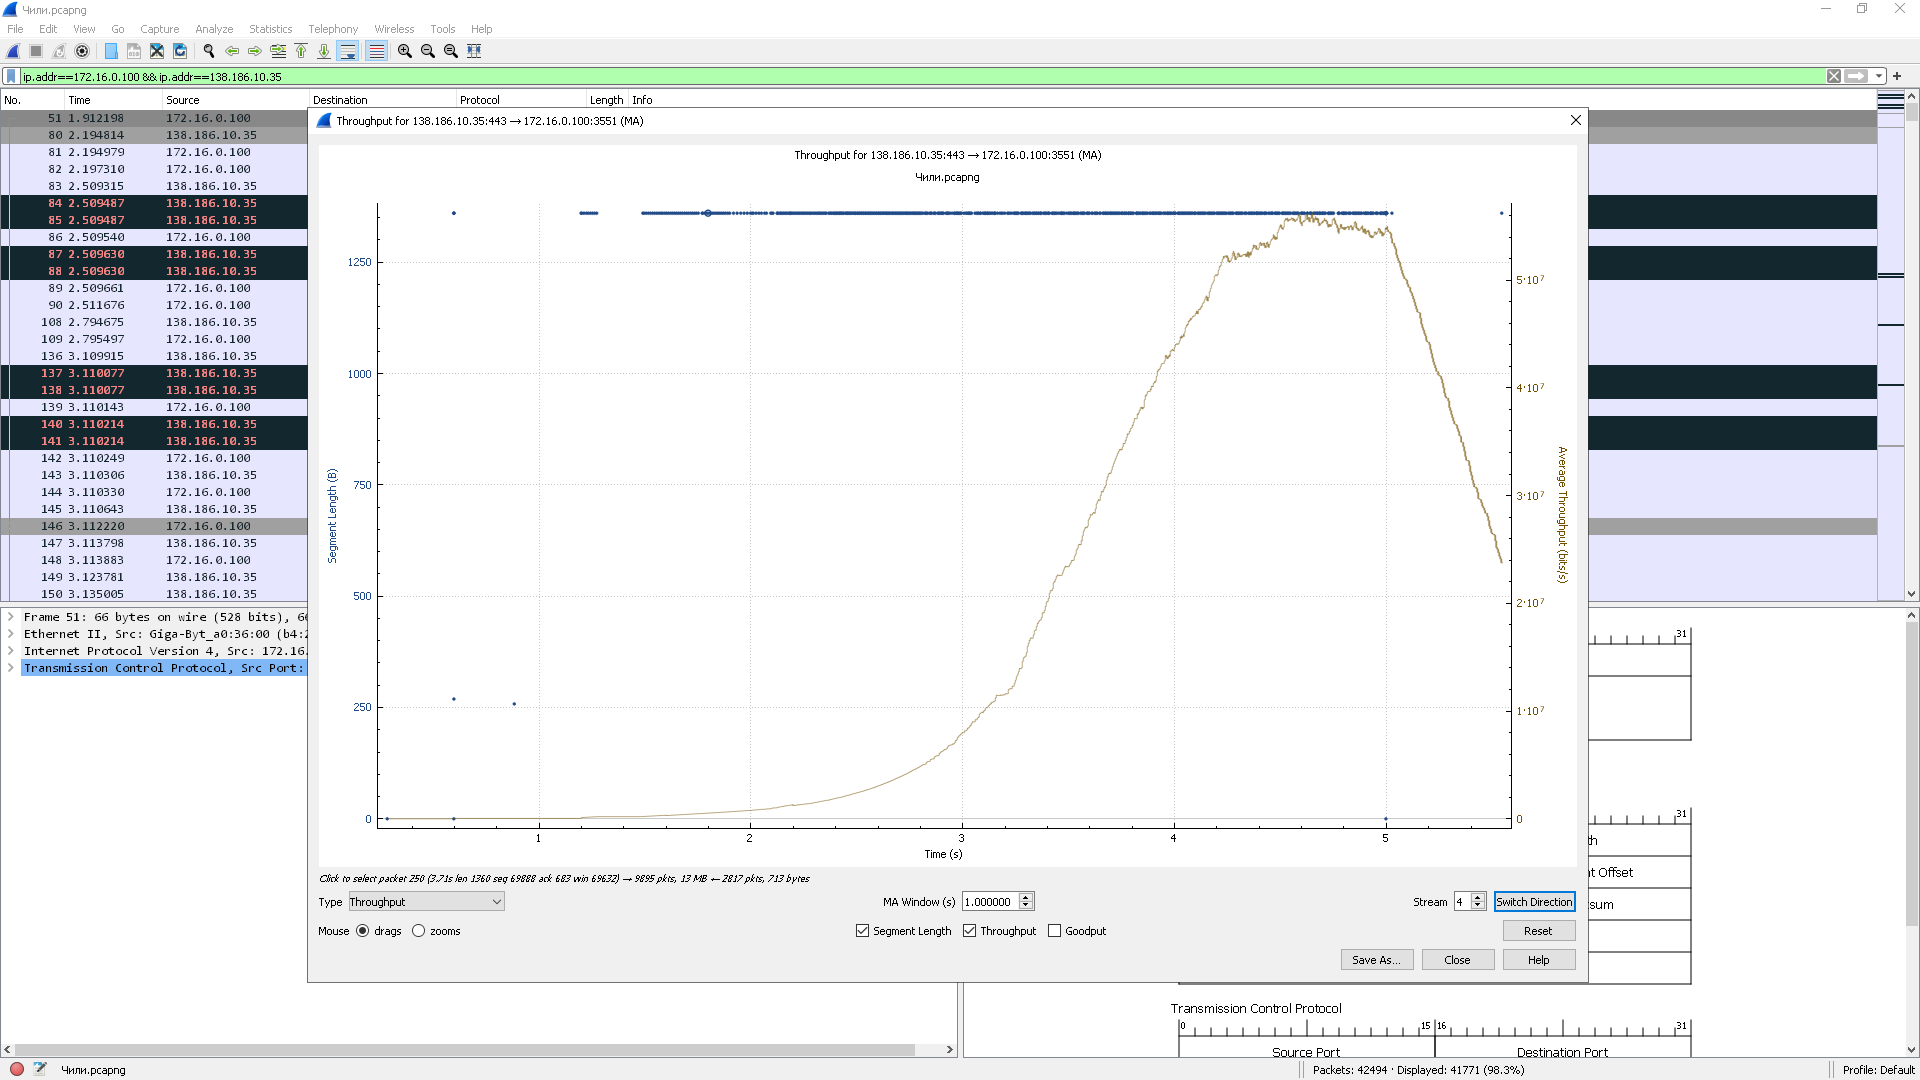 Чили.pcapng
File Edit View Go Capture Analyze Statistics Telephony Wireless Tools Help
ip.addr==172.16.0.100 && ip.addr==138.186.10.35
No. Time Source Destination Protocol Length Info
51 1.912198 172.16.0.100
80 2.194814 138.186.10.35
81 2.194979 172.16.0.100
82 2.197310 172.16.0.100
83 2.509315 138.186.10.35
84 2.509487 138.186.10.35
85 2.509487 138.186.10.35
86 2.509540 172.16.0.100
87 2.509630 138.186.10.35
88 2.509630 138.186.10.35
89 2.509661 172.16.0.100
90 2.511676 172.16.0.100
108 2.794675 138.186.10.35
109 2.795497 172.16.0.100
136 3.109915 138.186.10.35
137 3.110077 138.186.10.35
138 3.110077 138.186.10.35
139 3.110143 172.16.0.100
140 3.110214 138.186.10.35
141 3.110214 138.186.10.35
142 3.110249 172.16.0.100
143 3.110306 138.186.10.35
144 3.110330 172.16.0.100
145 3.110643 138.186.10.35
146 3.112220 172.16.0.100
147 3.113798 138.186.10.35
148 3.113883 172.16.0.100
149 3.123781 138.186.10.35
150 3.135005 138.186.10.35
Frame 51: 66 bytes on wire (528 bits), 66
Ethernet II, Src: Giga-Byt_a0:36:00 (b4:2
Internet Protocol Version 4, Src: 172.16.
Transmission Control Protocol, Src Port:
Throughput for 138.186.10.35:443 → 172.16.0.100:3551 (MA)
Throughput for 138.186.10.35:443 → 172.16.0.100:3551 (MA)
Чили.pcapng
Segment Length (B)
1250
1000
750
500
250
0
1 2 3 4 5
Time (s)
5·10⁷
4·10⁷
3·10⁷
2·10⁷
1·10⁷
0
Average Throughput (bits/s)
Click to select packet 250 (3.71s len 1360 seq 69888 ack 683 win 69632) → 9895 pkts, 13 MB ← 2817 pkts, 713 bytes
Type Throughput MA Window (s) 1.000000 Stream 4 Switch Direction
Mouse drags zooms Segment Length Throughput Goodput Reset
Save As... Close Help
31
31
th
t Offset
sum
Transmission Control Protocol
0 15 16 31
Source Port Destination Port
Чили.pcapng Packets: 42494 · Displayed: 41771 (98.3%) Profile: Default